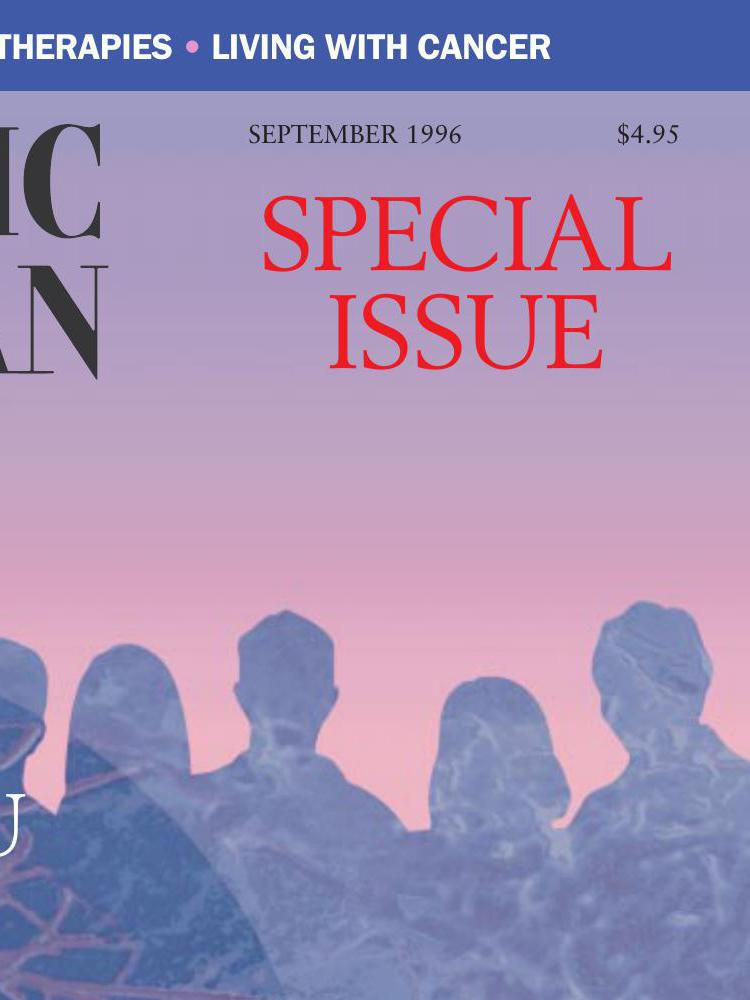 THERAPIES • LIVING WITH CANCER
IC
SEPTEMBER 1996 $4.95
SPECIAL
AN
ISSUE
U